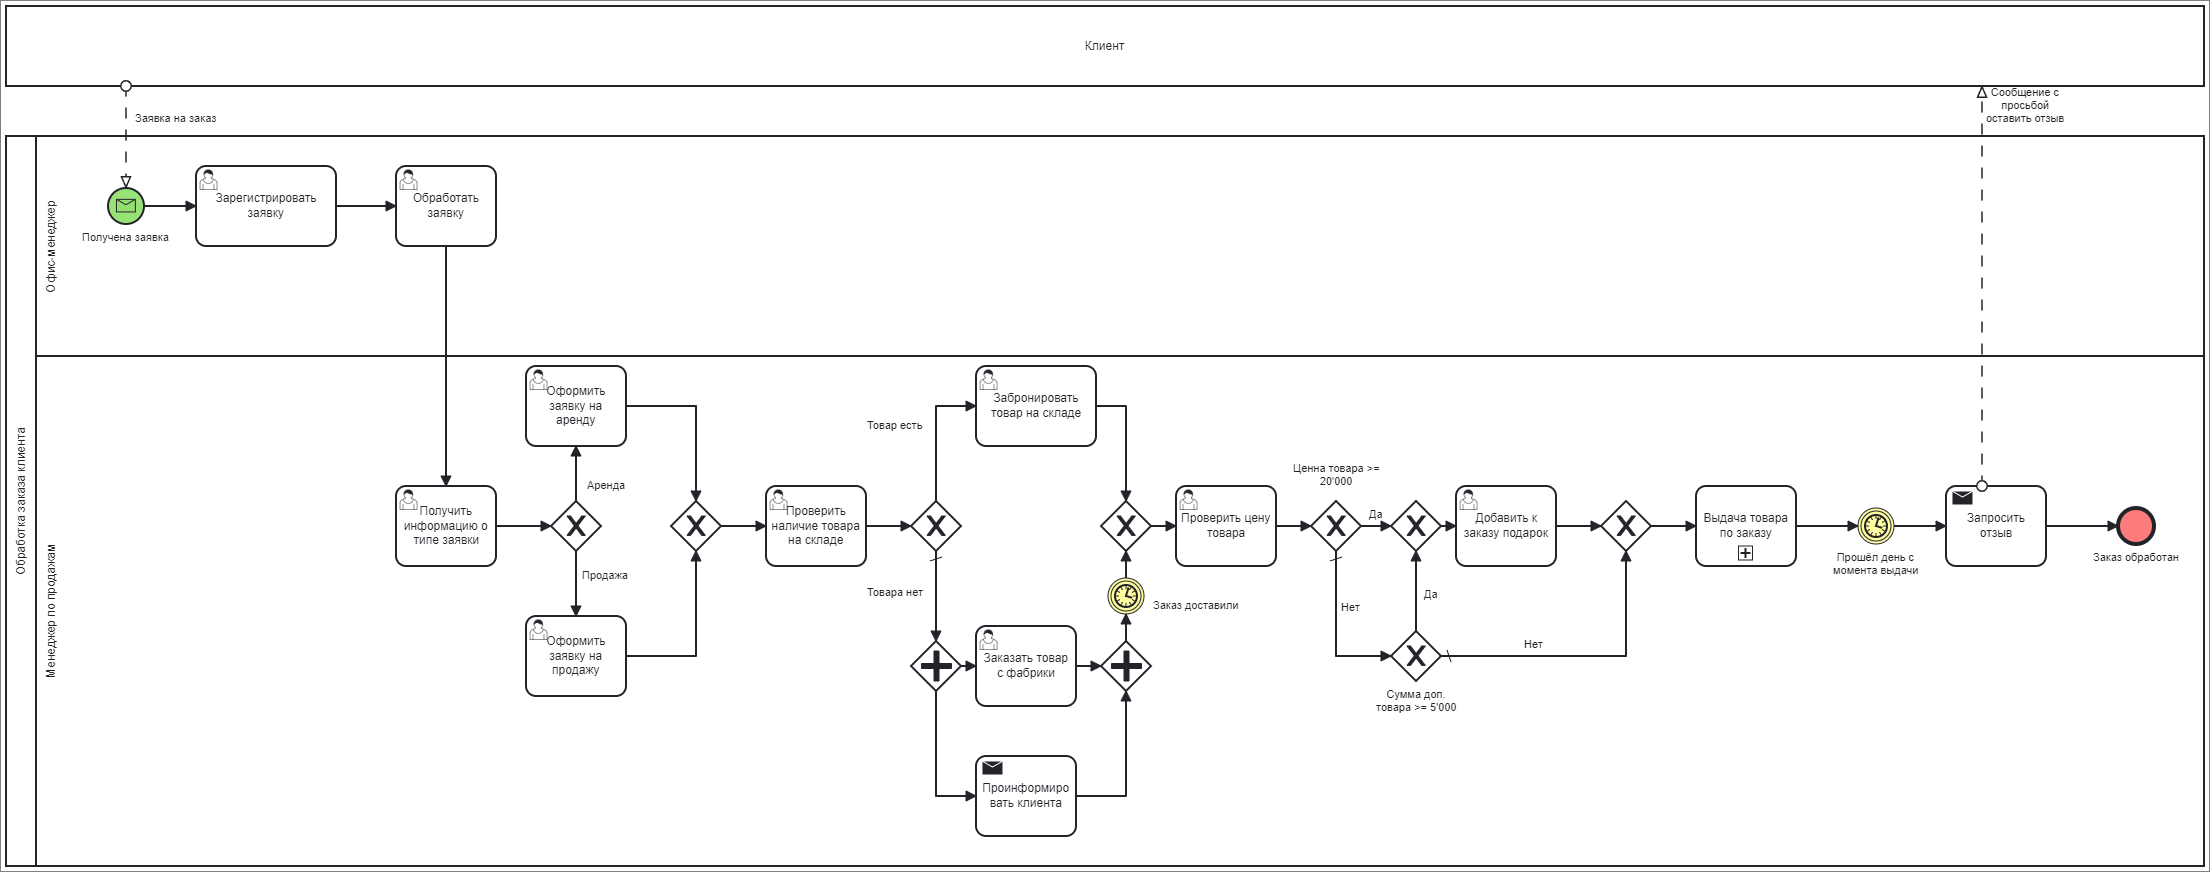 Клиент
Заявка на заказ
Сообщение с
просьбой
оставить отзыв
Обработка заказа клиента
Офис-менеджер
Получена заявка
Зарегистрировать
заявку
Обработать
заявку
Менеджер по продажам
Получить
информацию о
типе заявки
Аренда
Продажа
Оформить
заявку на
аренду
Оформить
заявку на
продажу
Проверить
наличие товара
на складе
Товар есть
Товара нет
Забронировать
товар на складе
Заказать товар
с фабрики
Проинформиро
вать клиента
Заказ доставили
Проверить цену
товара
Ценна товара >=
20'000
Да
Нет
Да
Сумма доп.
товара >= 5'000
Нет
Добавить к
заказу подарок
Выдача товара
по заказу
Прошёл день с
момента выдачи
Запросить
отзыв
Заказ обработан